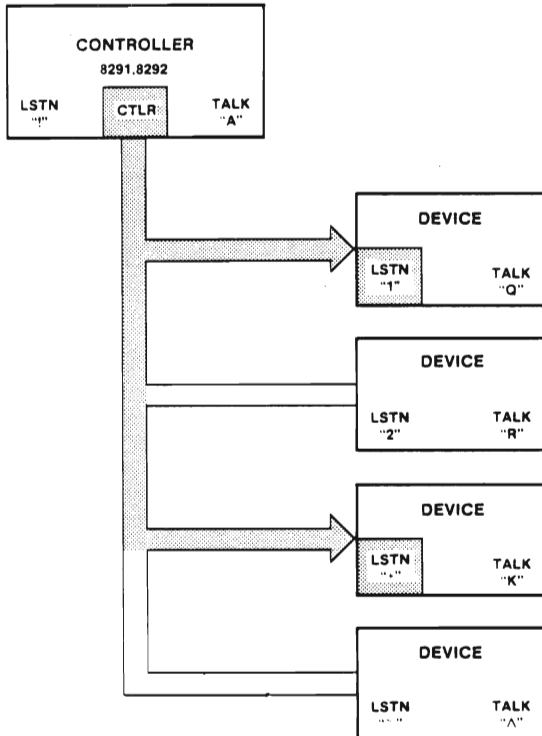 CONTROLLER
8291,8292
LSTN CTLR TALK
"!" "A"
DEVICE
LSTN TALK
"1" "Q"
DEVICE
LSTN TALK
"2" "R"
DEVICE
LSTN TALK
"K"
DEVICE
LSTN TALK
"^"